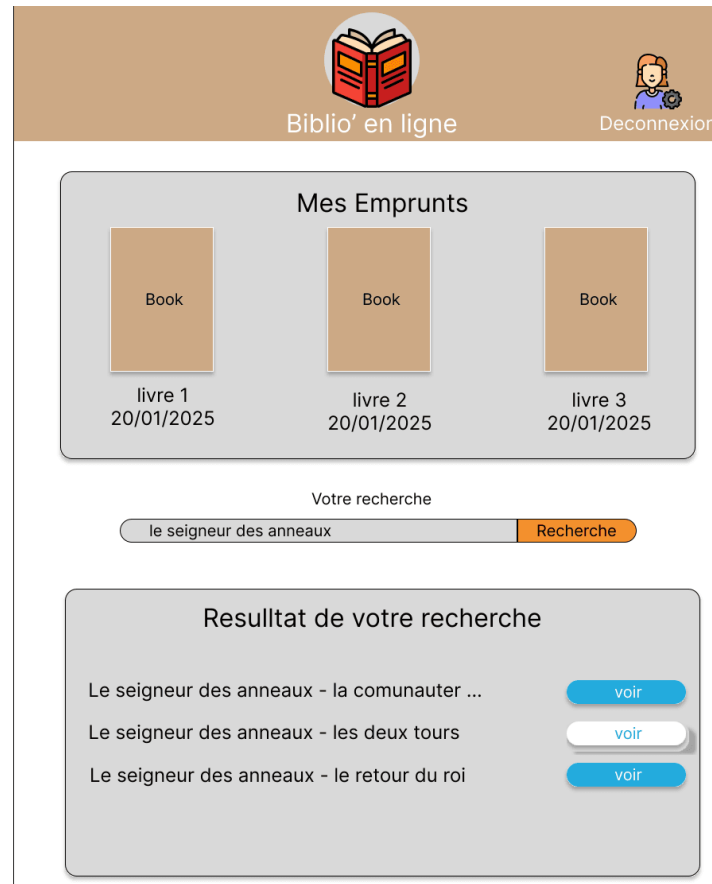 Biblio’ en ligne
Deconnexion
Mes Emprunts
Book
Book
Book
livre 1
20/01/2025
livre 2
20/01/2025
livre 3
20/01/2025
Votre recherche
le seigneur des anneaux
Recherche
Resulltat de votre recherche
Le seigneur des anneaux - la comunauter ...
voir
Le seigneur des anneaux - les deux tours
voir
Le seigneur des anneaux - le retour du roi
voir